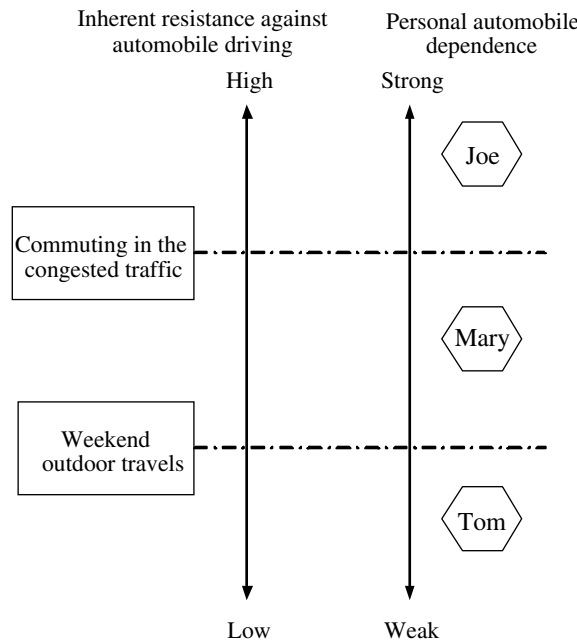 Inherent resistance against
automobile driving
Personal automobile
dependence
High
Strong
Joe
Commuting in the
congested traffic
Mary
Weekend
outdoor travels
Tom
Low
Weak